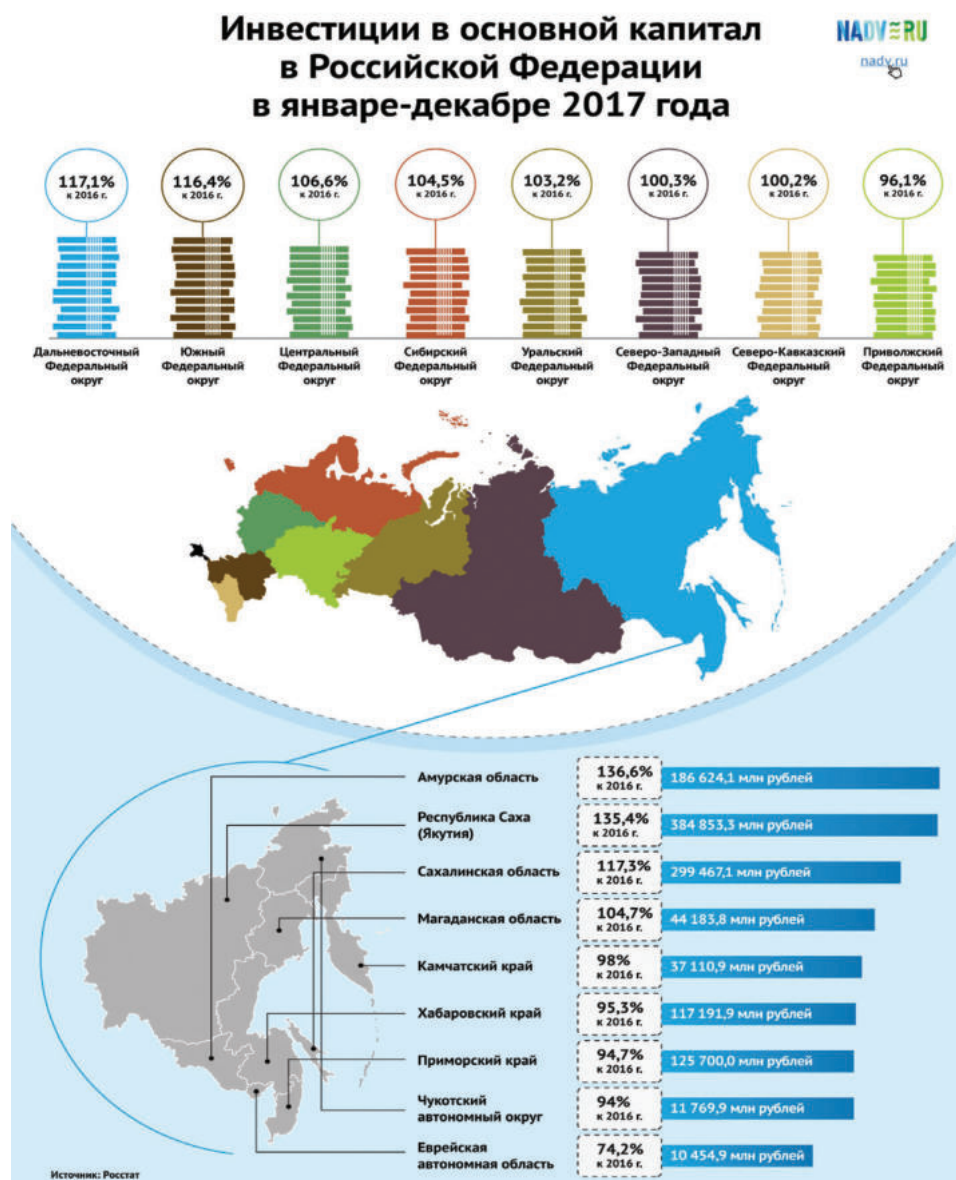 Инвестиции в основной капитал
в Российской Федерации
в январе-декабре 2017 года
NADV RU
nadv.ru
117,1%
к 2016 г.
116,4%
к 2016 г.
106,6%
к 2016 г.
104,5%
к 2016 г.
103,2%
к 2016 г.
100,3%
к 2016 г.
100,2%
к 2016 г.
96,1%
к 2016 г.
Дальневосточный
Федеральный
округ
Южный
Федеральный
округ
Центральный
Федеральный
округ
Сибирский
Федеральный
округ
Уральский
Федеральный
округ
Северо-Западный
Федеральный
округ
Северо-Кавказский
Федеральный
округ
Приволжский
Федеральный
округ
Амурская область
136,6%
к 2016 г.
186 624,1 млн рублей
Республика Саха
(Якутия)
135,4%
к 2016 г.
384 853,3 млн рублей
Сахалинская область
117,3%
к 2016 г.
299 467,1 млн рублей
Магаданская область
104,7%
к 2016 г.
44 183,8 млн рублей
Камчатский край
98%
к 2016 г.
37 110,9 млн рублей
Хабаровский край
95,3%
к 2016 г.
117 191,9 млн рублей
Приморский край
94,7%
к 2016 г.
125 700,0 млн рублей
Чукотский
автономный округ
94%
к 2016 г.
11 769,9 млн рублей
Еврейская
автономная область
74,2%
к 2016 г.
10 454,9 млн рублей
Источник: Росстат